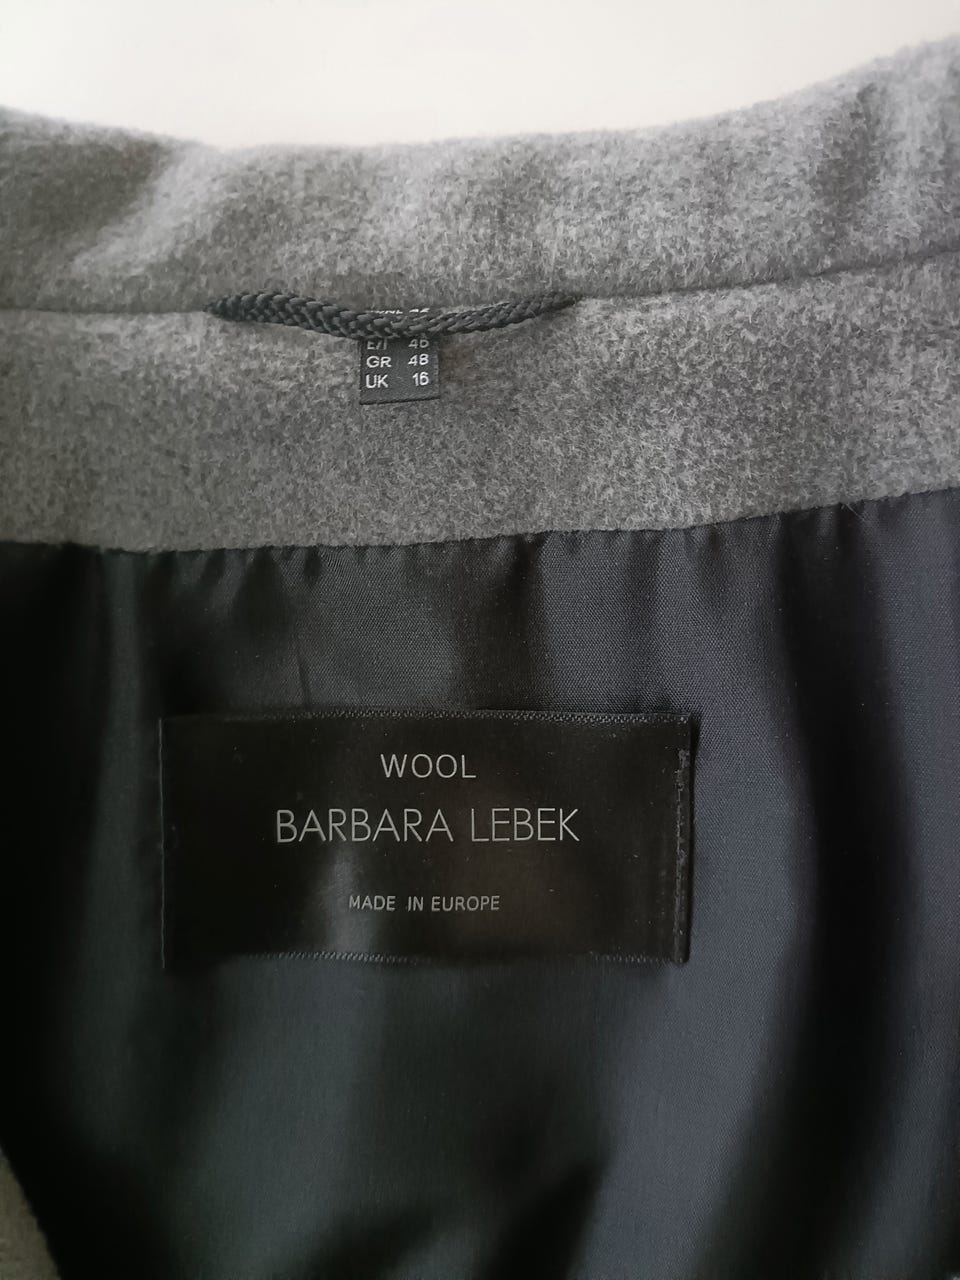 E/I 46
GR 48
UK 16
WOOL
BARBARA LEBEK
MADE IN EUROPE